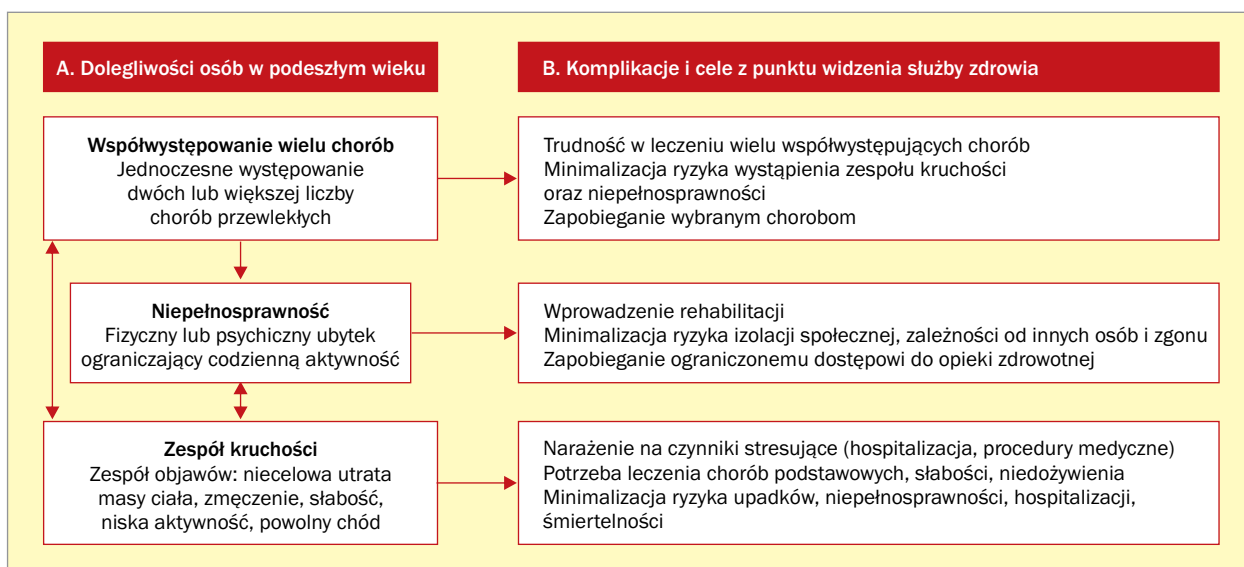 A. Dolegliwości osób w podeszłym wieku
B. Komplikacje i cele z punktu widzenia służby zdrowia
Współwystępowanie wielu chorób
Jednoczesne występowanie
dwóch lub większej liczby
chorób przewlekłych
Trudność w leczeniu wielu współwystępujących chorób
Minimalizacja ryzyka wystąpienia zespołu kruchości
oraz niepełnosprawności
Zapobieganie wybranym chorobom
Niepełnosprawność
Fizyczny lub psychiczny ubytek
ograniczający codzienną aktywność
Wprowadzenie rehabilitacji
Minimalizacja ryzyka izolacji społecznej, zależności od innych osób i zgonu
Zapobieganie ograniczonemu dostępowi do opieki zdrowotnej
Zespół kruchości
Zespół objawów: niecelowa utrata
masy ciała, zmęczenie, słabość,
niska aktywność, powolny chód
Narażenie na czynniki stresujące (hospitalizacja, procedury medyczne)
Potrzeba leczenia chorób podstawowych, słabości, niedożywienia
Minimalizacja ryzyka upadków, niepełnosprawności, hospitalizacji,
śmiertelności